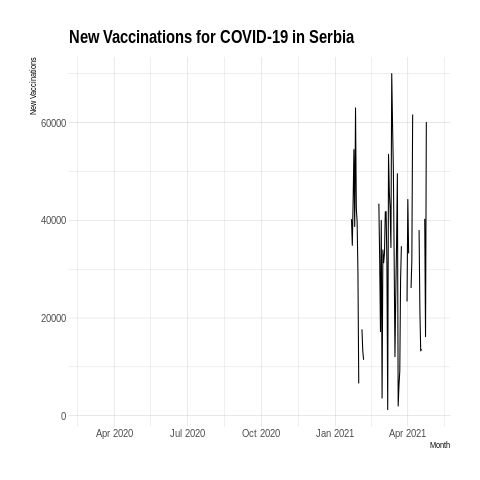 New Vaccinations for COVID-19 in Serbia
New Vaccinations
60000
40000
20000
0
Apr 2020 Jul 2020 Oct 2020 Jan 2021 Apr 2021
Month